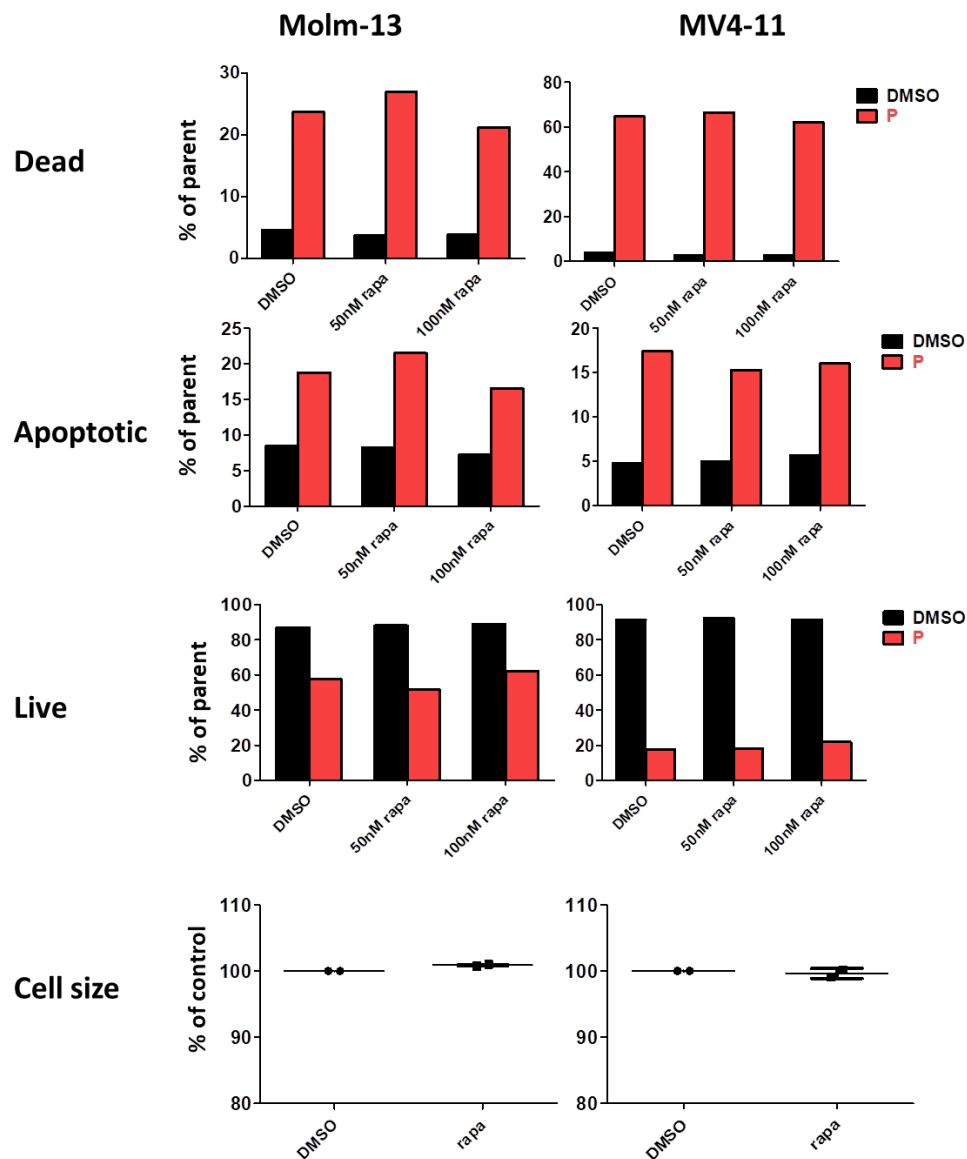 Molm-13 MV4-11
Dead
% of parent
30
20
10
0
DMSO 50nM rapa 100nM rapa
80
60
40
20
0
DMSO 50nM rapa 100nM rapa
DMSO
P
Apoptotic
% of parent
25
20
15
10
5
0
DMSO 50nM rapa 100nM rapa
20
15
10
5
0
DMSO 50nM rapa 100nM rapa
DMSO
P
Live
% of parent
100
80
60
40
20
0
DMSO 50nM rapa 100nM rapa
100
80
60
40
20
0
DMSO 50nM rapa 100nM rapa
DMSO
P
Cell size
% of control
110
100
90
80
DMSO rapa
110
100
90
80
DMSO rapa